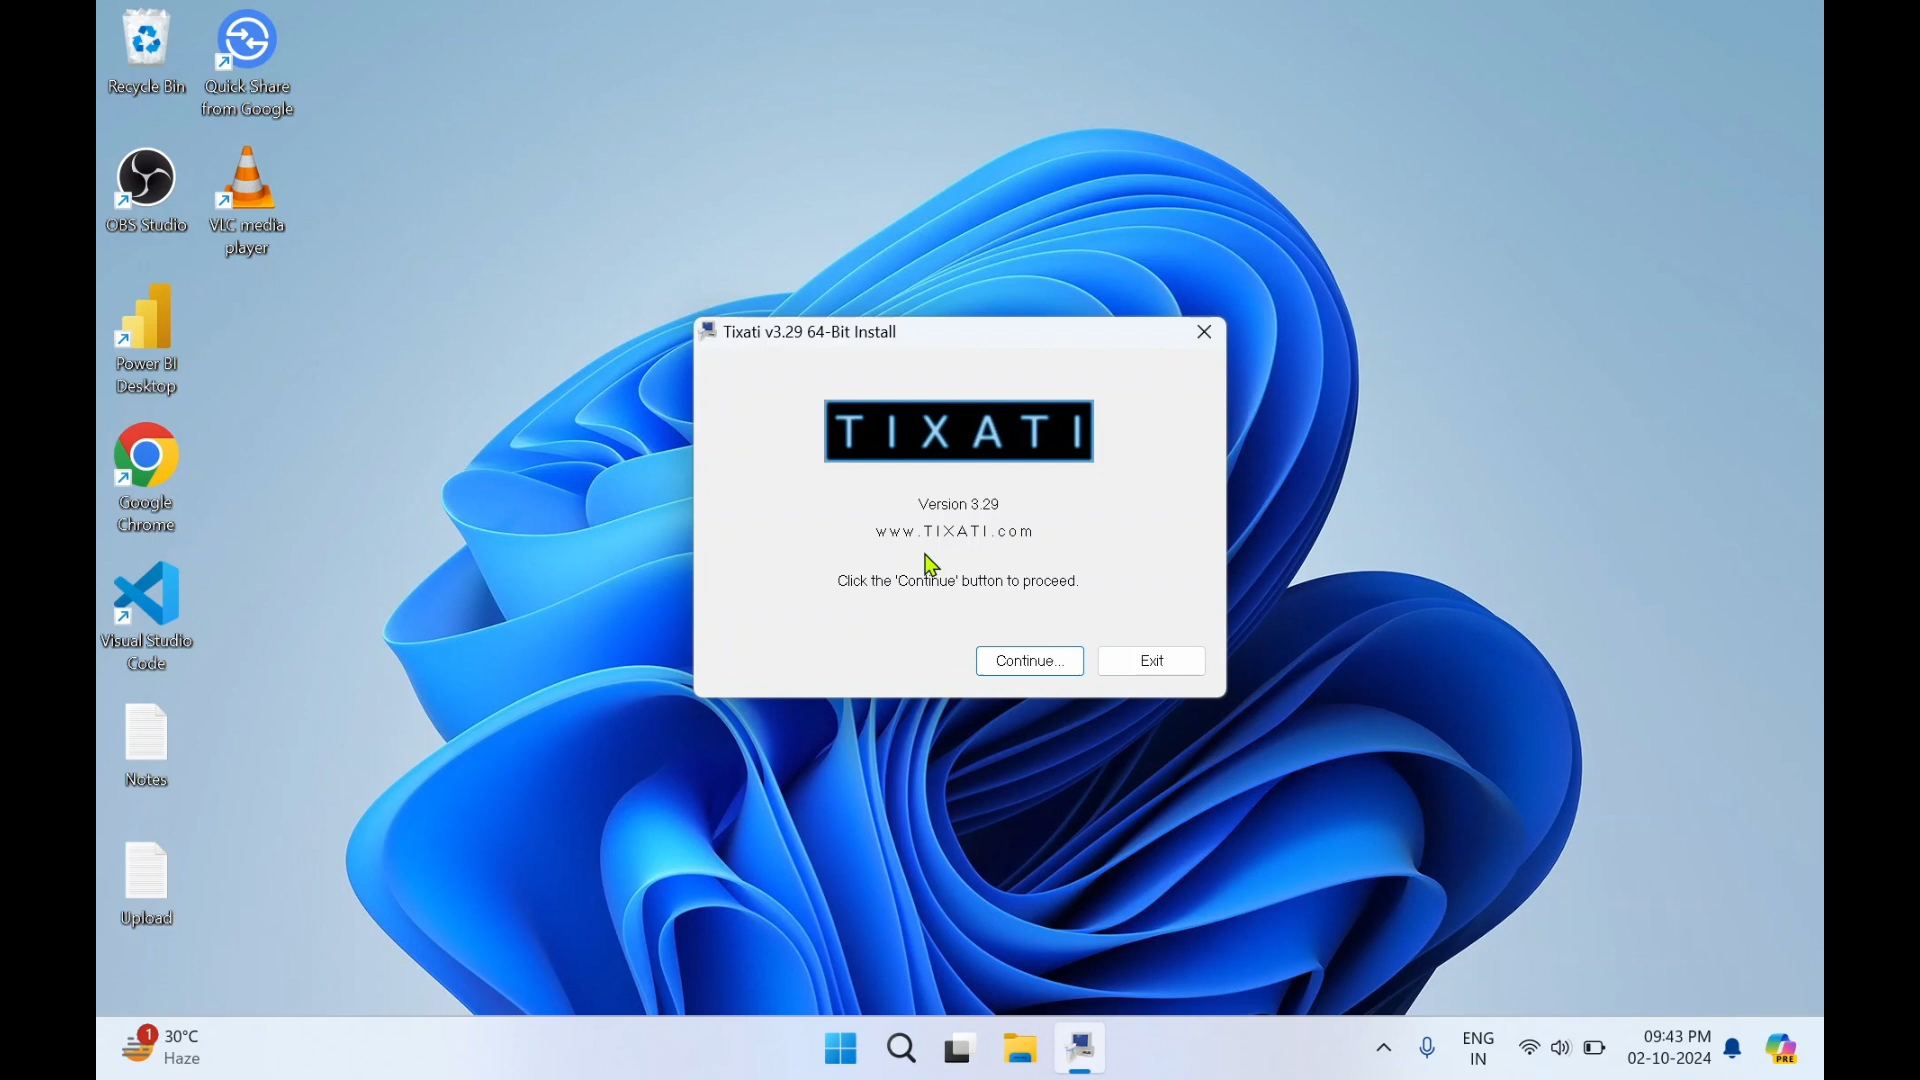 Recycle Bin
Quick Share
from Google
OBS Studio
VLC media
player
Power BI
Desktop
Google
Chrome
Visual Studio
Code
Notes
Upload
Tixati v3.29 64-Bit Install
TIXATI
Version 3.29
www.TIXATI.com
Click the 'Continue' button to proceed.
Continue...
Exit
1
30°C
Haze
ENG
IN
09:43 PM
02-10-2024
PRE